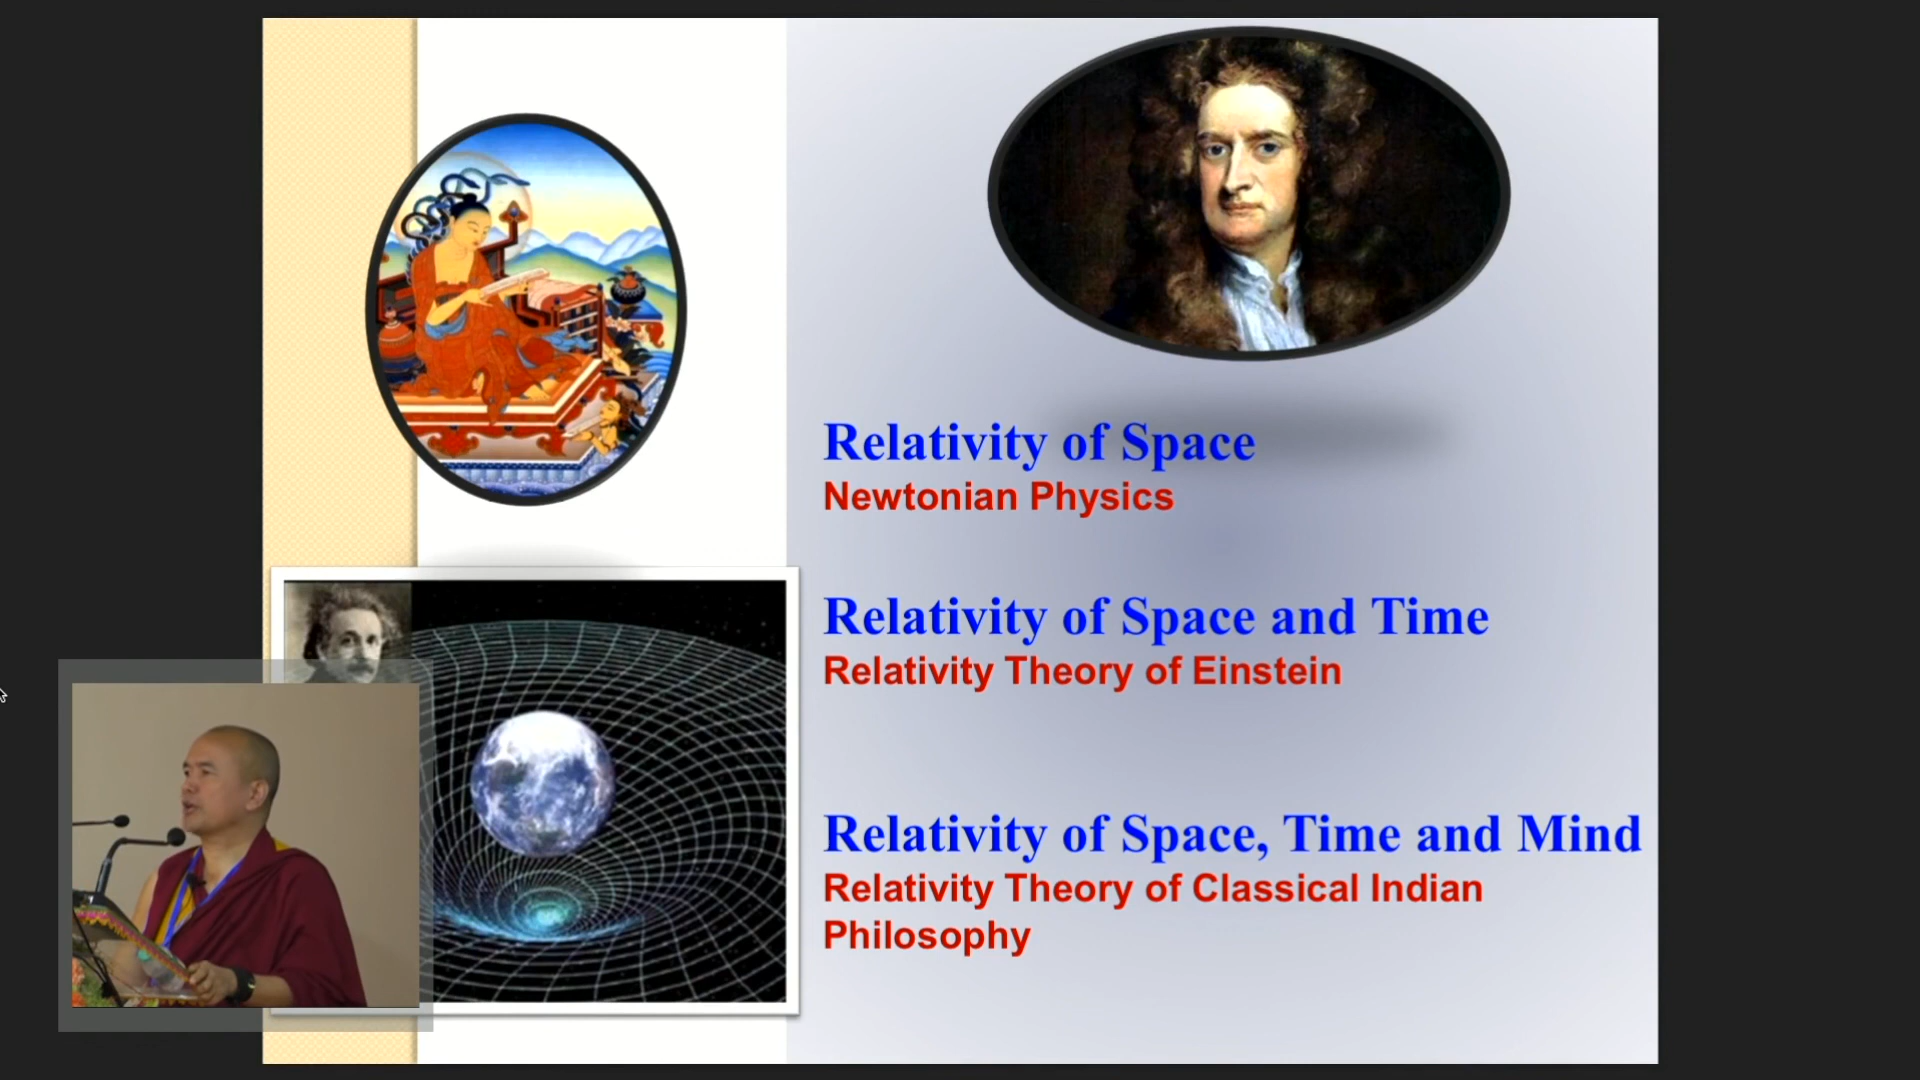 Relativity of Space
Newtonian Physics
Relativity of Space and Time
Relativity Theory of Einstein
Relativity of Space, Time and Mind
Relativity Theory of Classical Indian
Philosophy